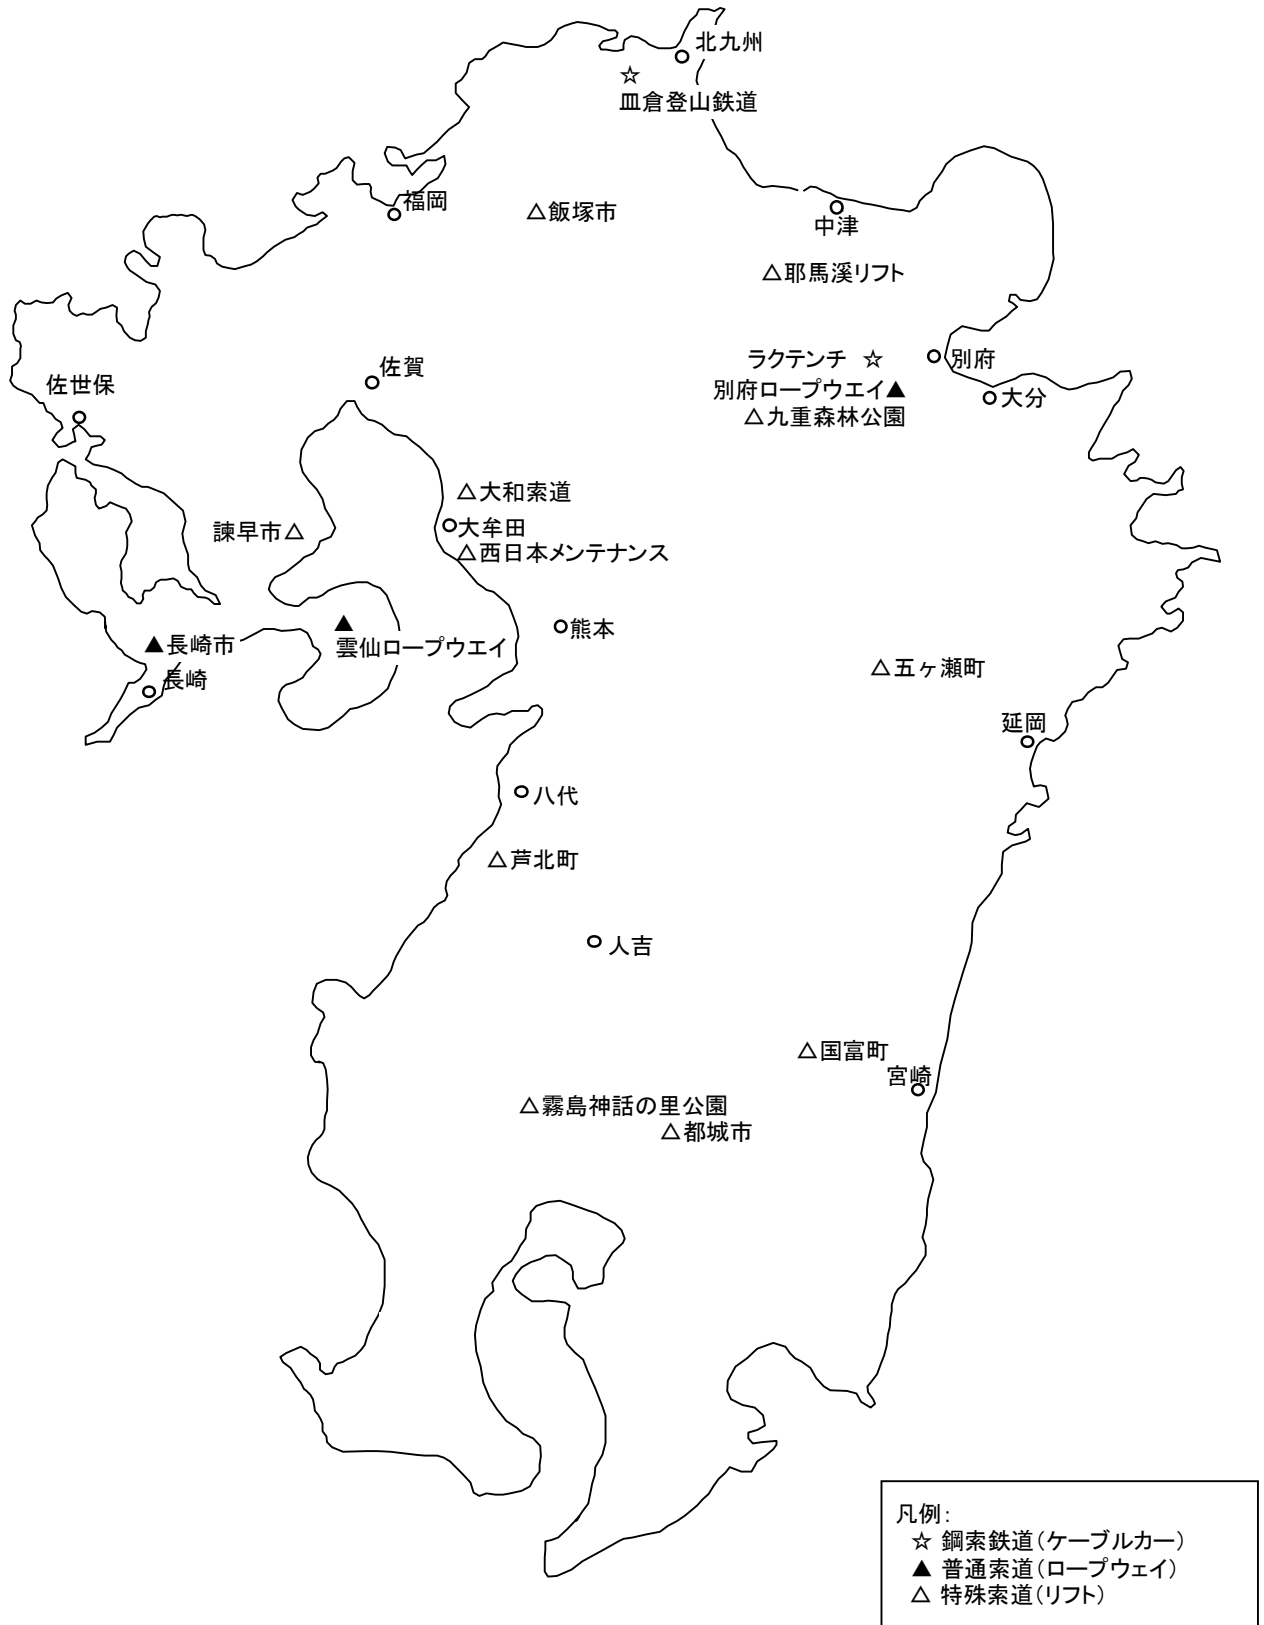 北九州
☆
皿倉登山鉄道
福岡
△飯塚市
中津
△耶馬溪リフト
ラクテンチ ☆
別府
別府ロープウエイ▲
△九重森林公園
大分
佐賀
佐世保
△大和索道
大牟田
△西日本メンテナンス
諫早市△
▲
雲仙ロープウエイ
熊本
▲長崎市
長崎
△五ヶ瀬町
延岡
八代
△芦北町
人吉
△国富町
宮崎
△霧島神話の里公園
△都城市
凡例:
☆ 鋼索鉄道(ケーブルカー)
▲ 普通索道(ロープウェイ)
△ 特殊索道(リフト)